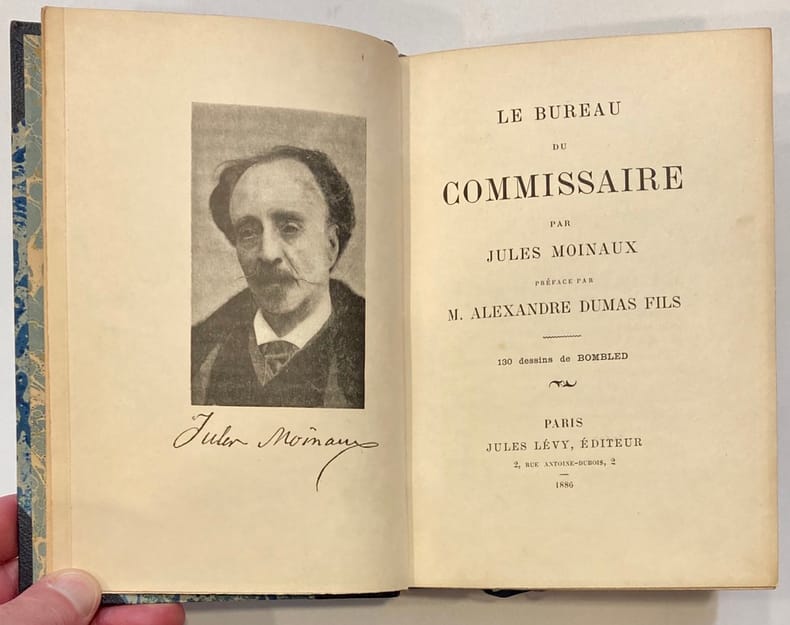 Jules Moinaux
LE BUREAU
DU
COMMISSAIRE
PAR
JULES MOINAUX
PRÉFACE PAR
M. ALEXANDRE DUMAS FILS
130 dessins de BOMBLED
PARIS
JULES LÉVY, ÉDITEUR
2, RUE ANTOINE-DUBOIS, 2
1886